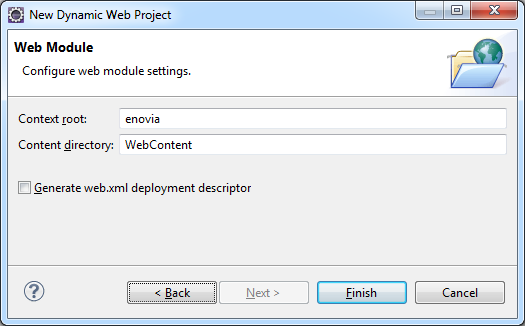 New Dynamic Web Project
Web Module
Configure web module settings.
Context root: enovia
Content directory: WebContent
Generate web.xml deployment descriptor
? < Back Next > Finish Cancel